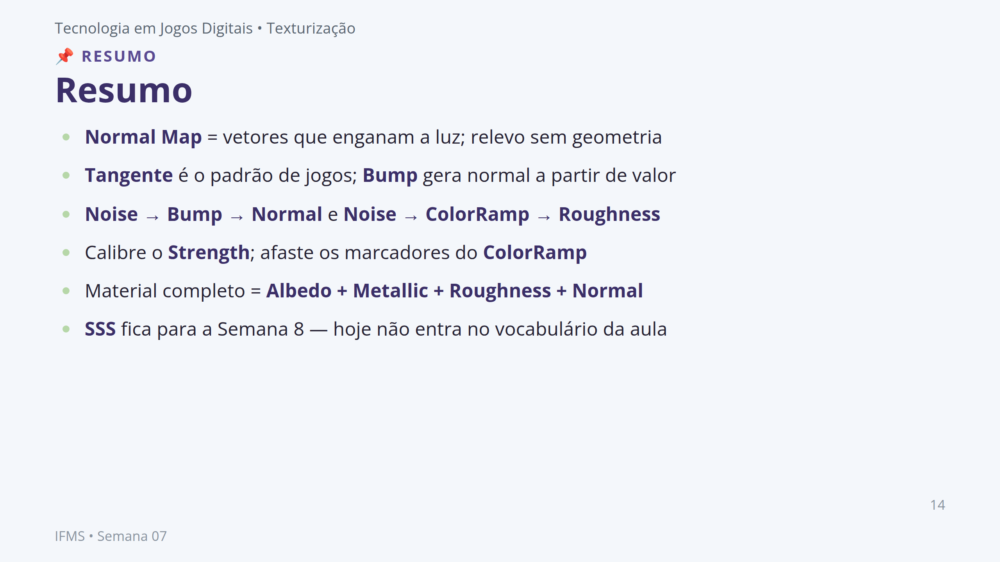 Tecnologia em Jogos Digitais • Texturização
📌 RESUMO
Resumo
• Normal Map = vetores que enganam a luz; relevo sem geometria
• Tangente é o padrão de jogos; Bump gera normal a partir de valor
• Noise → Bump → Normal e Noise → ColorRamp → Roughness
• Calibre o Strength; afaste os marcadores do ColorRamp
• Material completo = Albedo + Metallic + Roughness + Normal
• SSS fica para a Semana 8 — hoje não entra no vocabulário da aula
14
IFMS • Semana 07